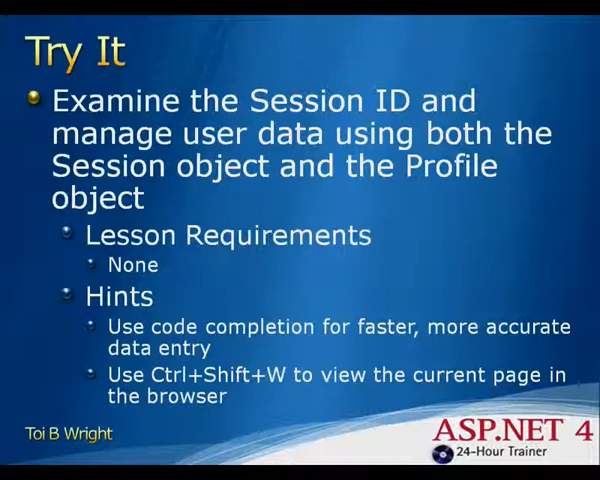 Try It
Examine the Session ID and
manage user data using both the
Session object and the Profile
object
Lesson Requirements
None
Hints
Use code completion for faster, more accurate
data entry
Use Ctrl+Shift+W to view the current page in
the browser
Toi B Wright
ASP.NET 4
24-Hour Trainer